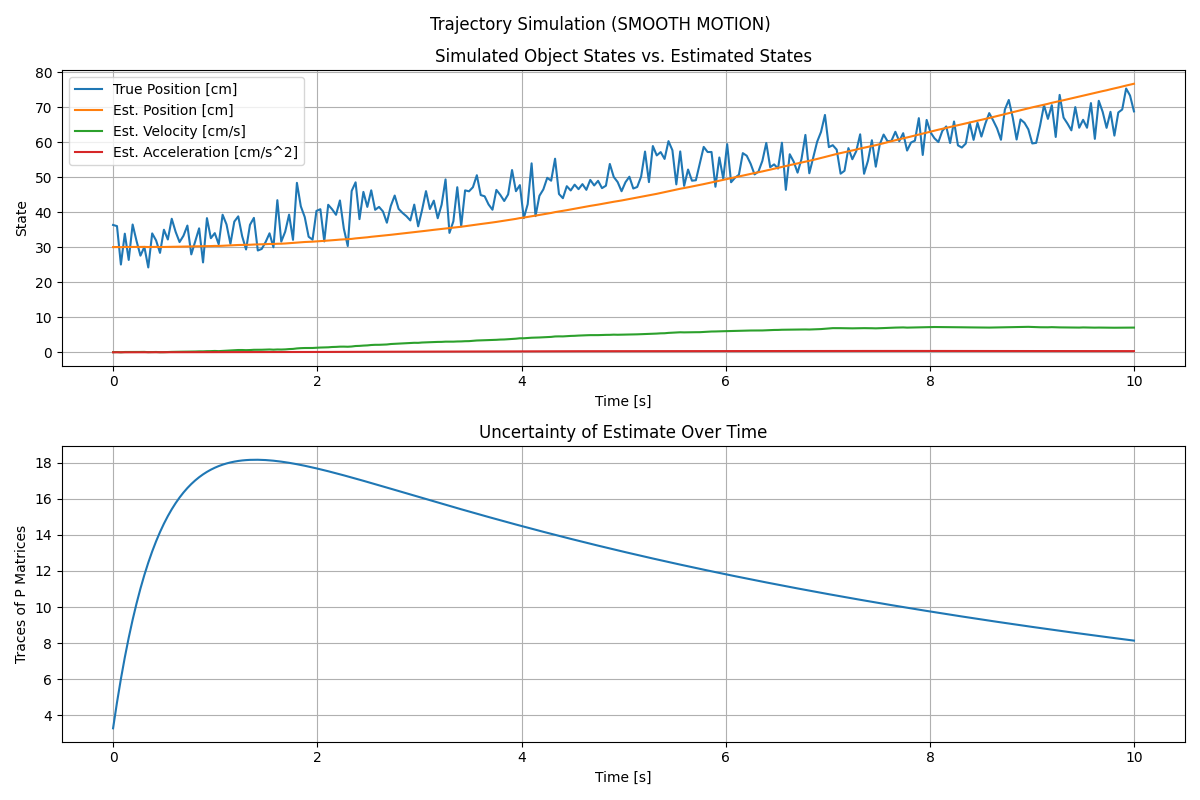 Trajectory Simulation (SMOOTH MOTION)
Simulated Object States vs. Estimated States
80
70
60
50
40
30
20
10
0
State
True Position [cm]
Est. Position [cm]
Est. Velocity [cm/s]
Est. Acceleration [cm/s^2]
0 2 4 6 8 10
Time [s]
Uncertainty of Estimate Over Time
18
16
14
12
10
8
6
4
Traces of P Matrices
0 2 4 6 8 10
Time [s]